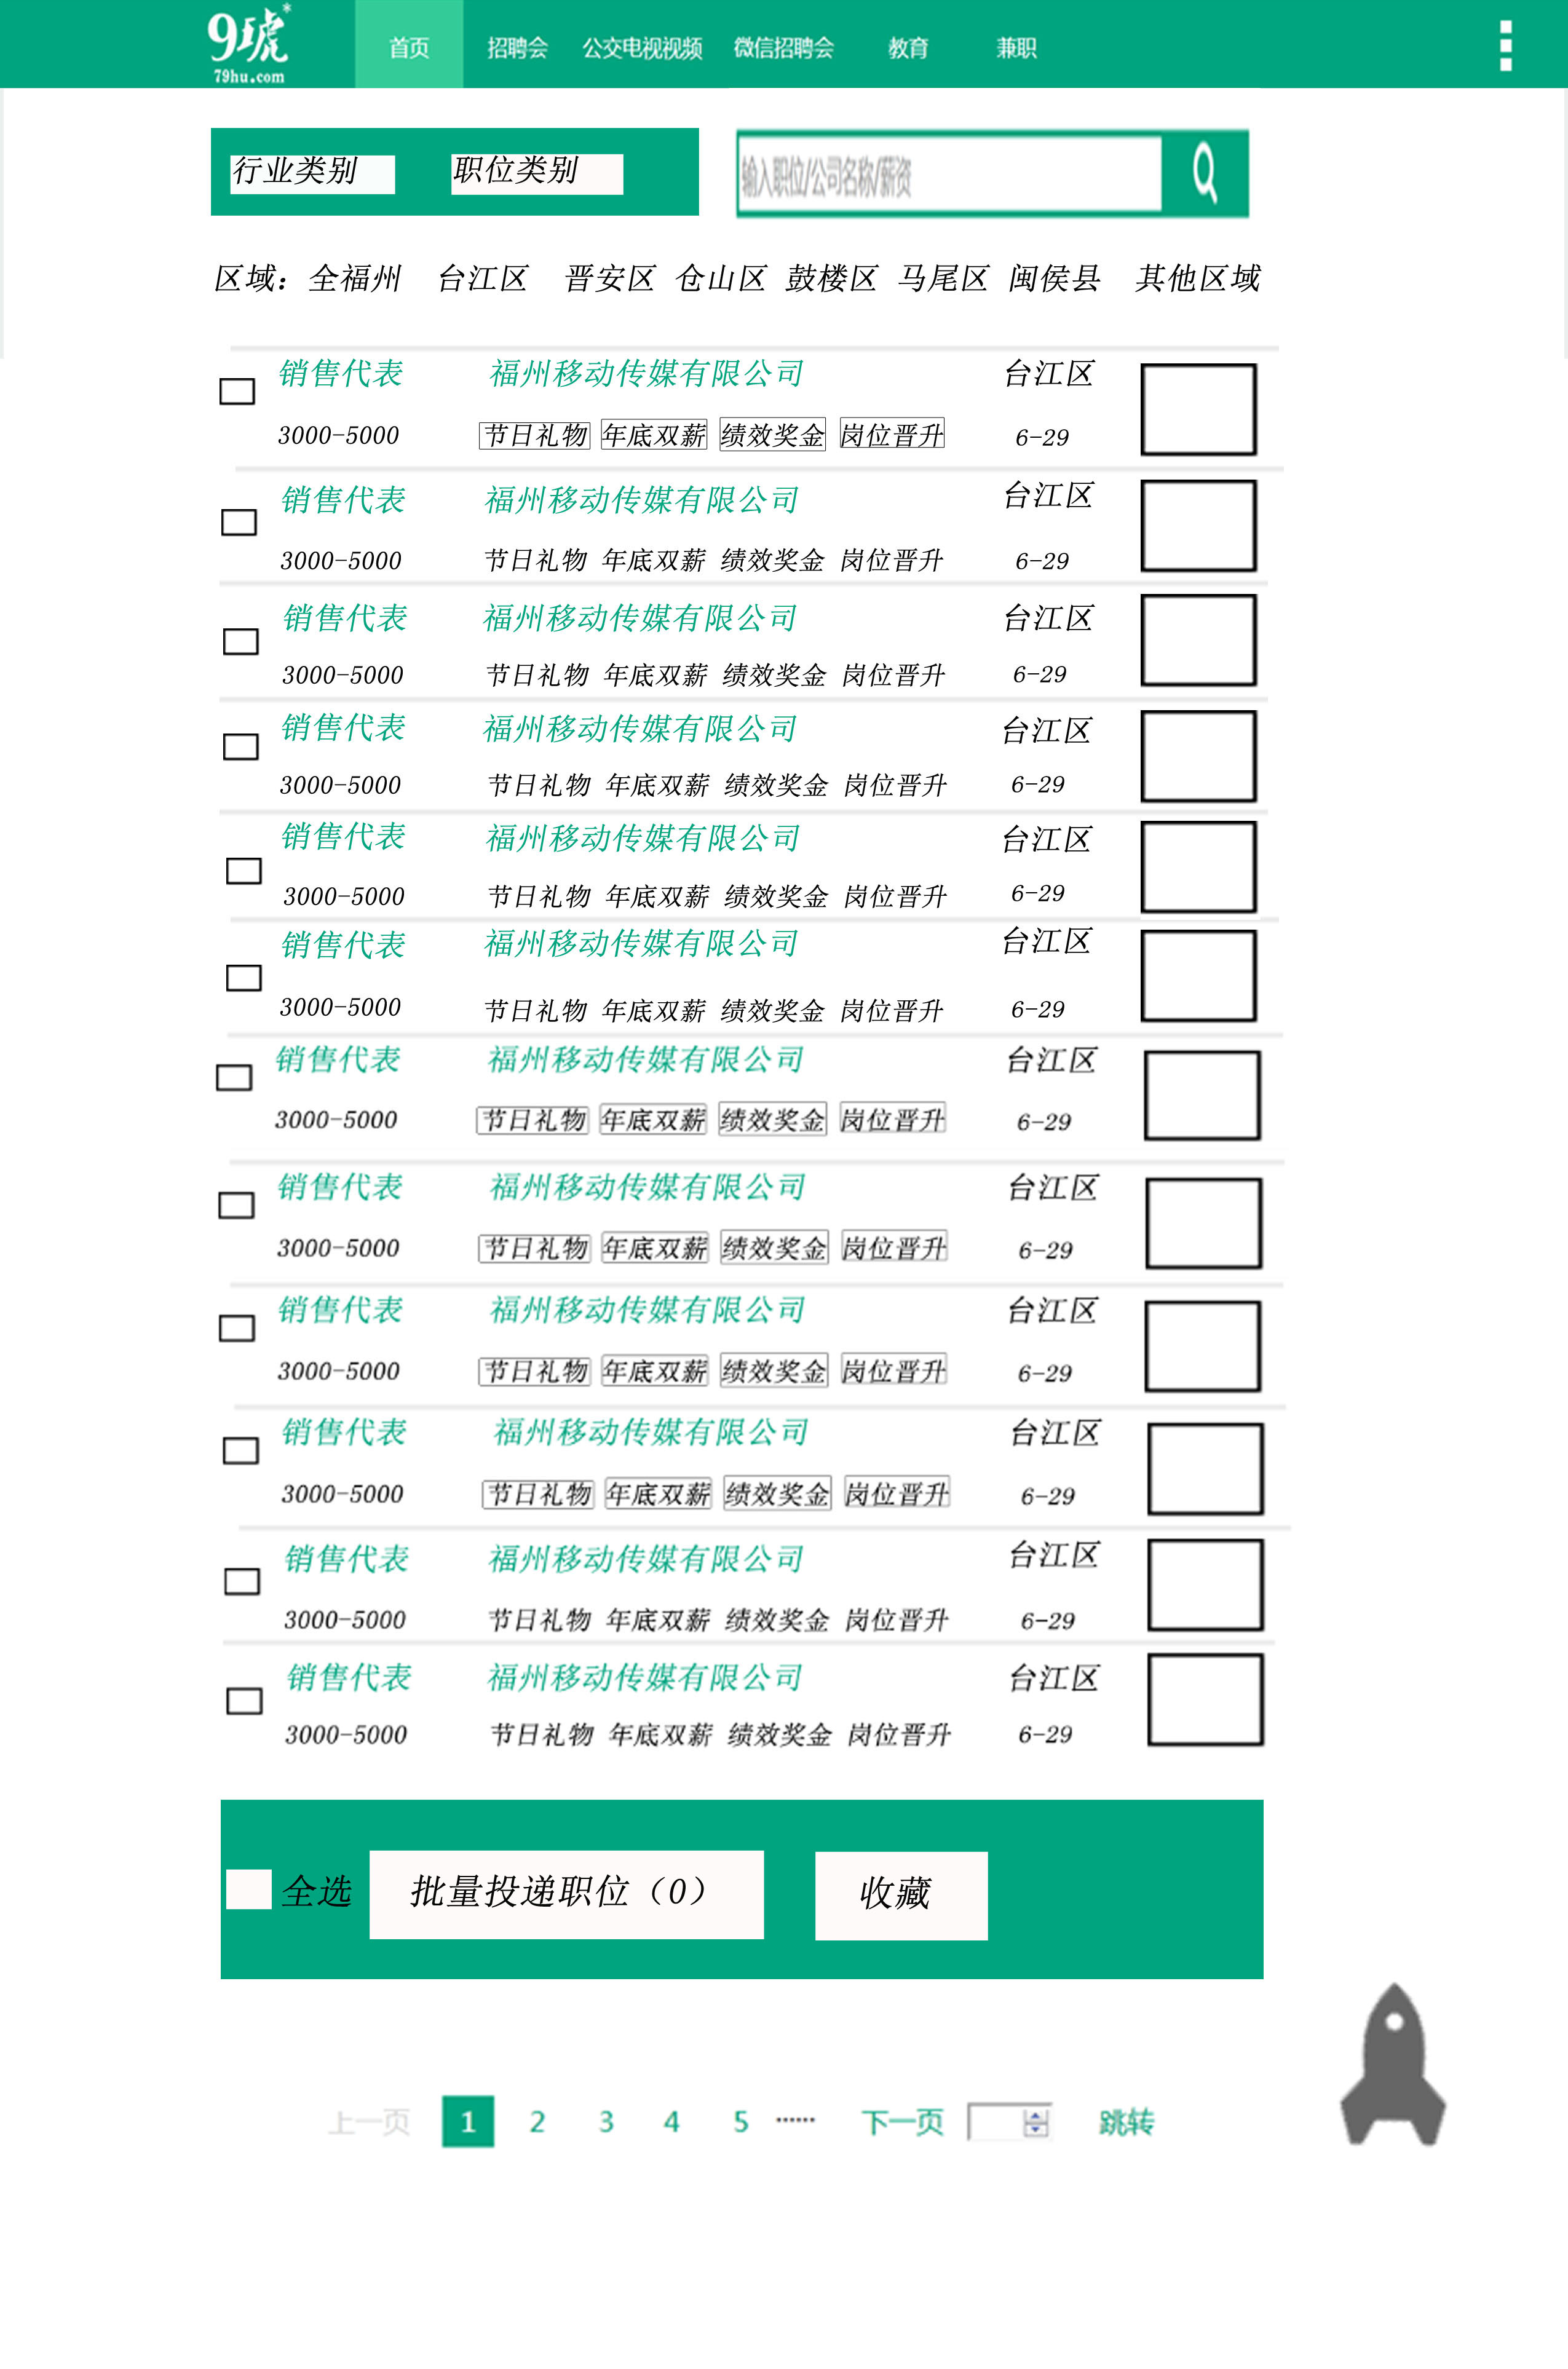 9琥*
79hu.com
首页 招聘会 公交电视视频 微信招聘会 教育 兼职
行业类别 职位类别 输入职位/公司名称/薪资
区域：全福州 台江区 晋安区 仓山区 鼓楼区 马尾区 闽侯县 其他区域
销售代表 福州移动传媒有限公司 台江区
3000-5000 节日礼物 年底双薪 绩效奖金 岗位晋升 6-29
销售代表 福州移动传媒有限公司 台江区
3000-5000 节日礼物 年底双薪 绩效奖金 岗位晋升 6-29
销售代表 福州移动传媒有限公司 台江区
3000-5000 节日礼物 年底双薪 绩效奖金 岗位晋升 6-29
销售代表 福州移动传媒有限公司 台江区
3000-5000 节日礼物 年底双薪 绩效奖金 岗位晋升 6-29
销售代表 福州移动传媒有限公司 台江区
3000-5000 节日礼物 年底双薪 绩效奖金 岗位晋升 6-29
销售代表 福州移动传媒有限公司 台江区
3000-5000 节日礼物 年底双薪 绩效奖金 岗位晋升 6-29
销售代表 福州移动传媒有限公司 台江区
3000-5000 节日礼物 年底双薪 绩效奖金 岗位晋升 6-29
销售代表 福州移动传媒有限公司 台江区
3000-5000 节日礼物 年底双薪 绩效奖金 岗位晋升 6-29
销售代表 福州移动传媒有限公司 台江区
3000-5000 节日礼物 年底双薪 绩效奖金 岗位晋升 6-29
销售代表 福州移动传媒有限公司 台江区
3000-5000 节日礼物 年底双薪 绩效奖金 岗位晋升 6-29
销售代表 福州移动传媒有限公司 台江区
3000-5000 节日礼物 年底双薪 绩效奖金 岗位晋升 6-29
销售代表 福州移动传媒有限公司 台江区
3000-5000 节日礼物 年底双薪 绩效奖金 岗位晋升 6-29
全选 批量投递职位（0） 收藏
上一页 1 2 3 4 5 ······ 下一页 跳转